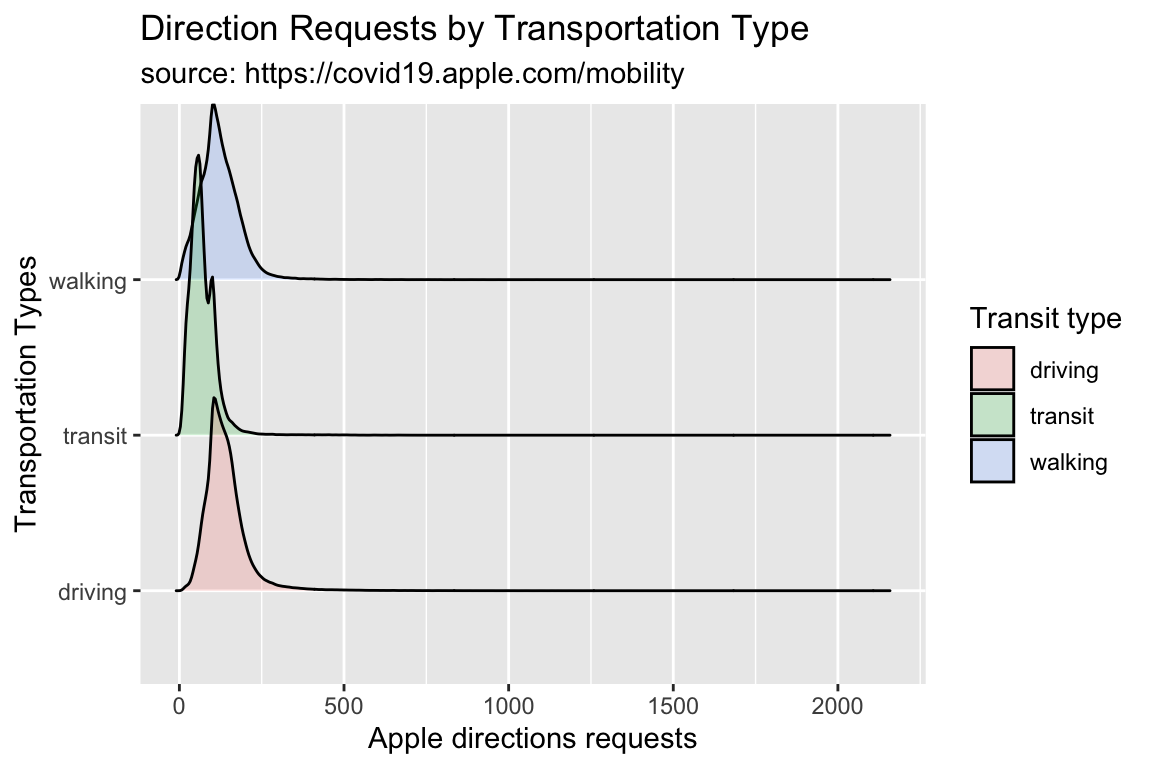 Direction Requests by Transportation Type
source: https://covid19.apple.com/mobility
Transportation Types
walking
transit
driving
0 500 1000 1500 2000
Apple directions requests
Transit type
driving
transit
walking